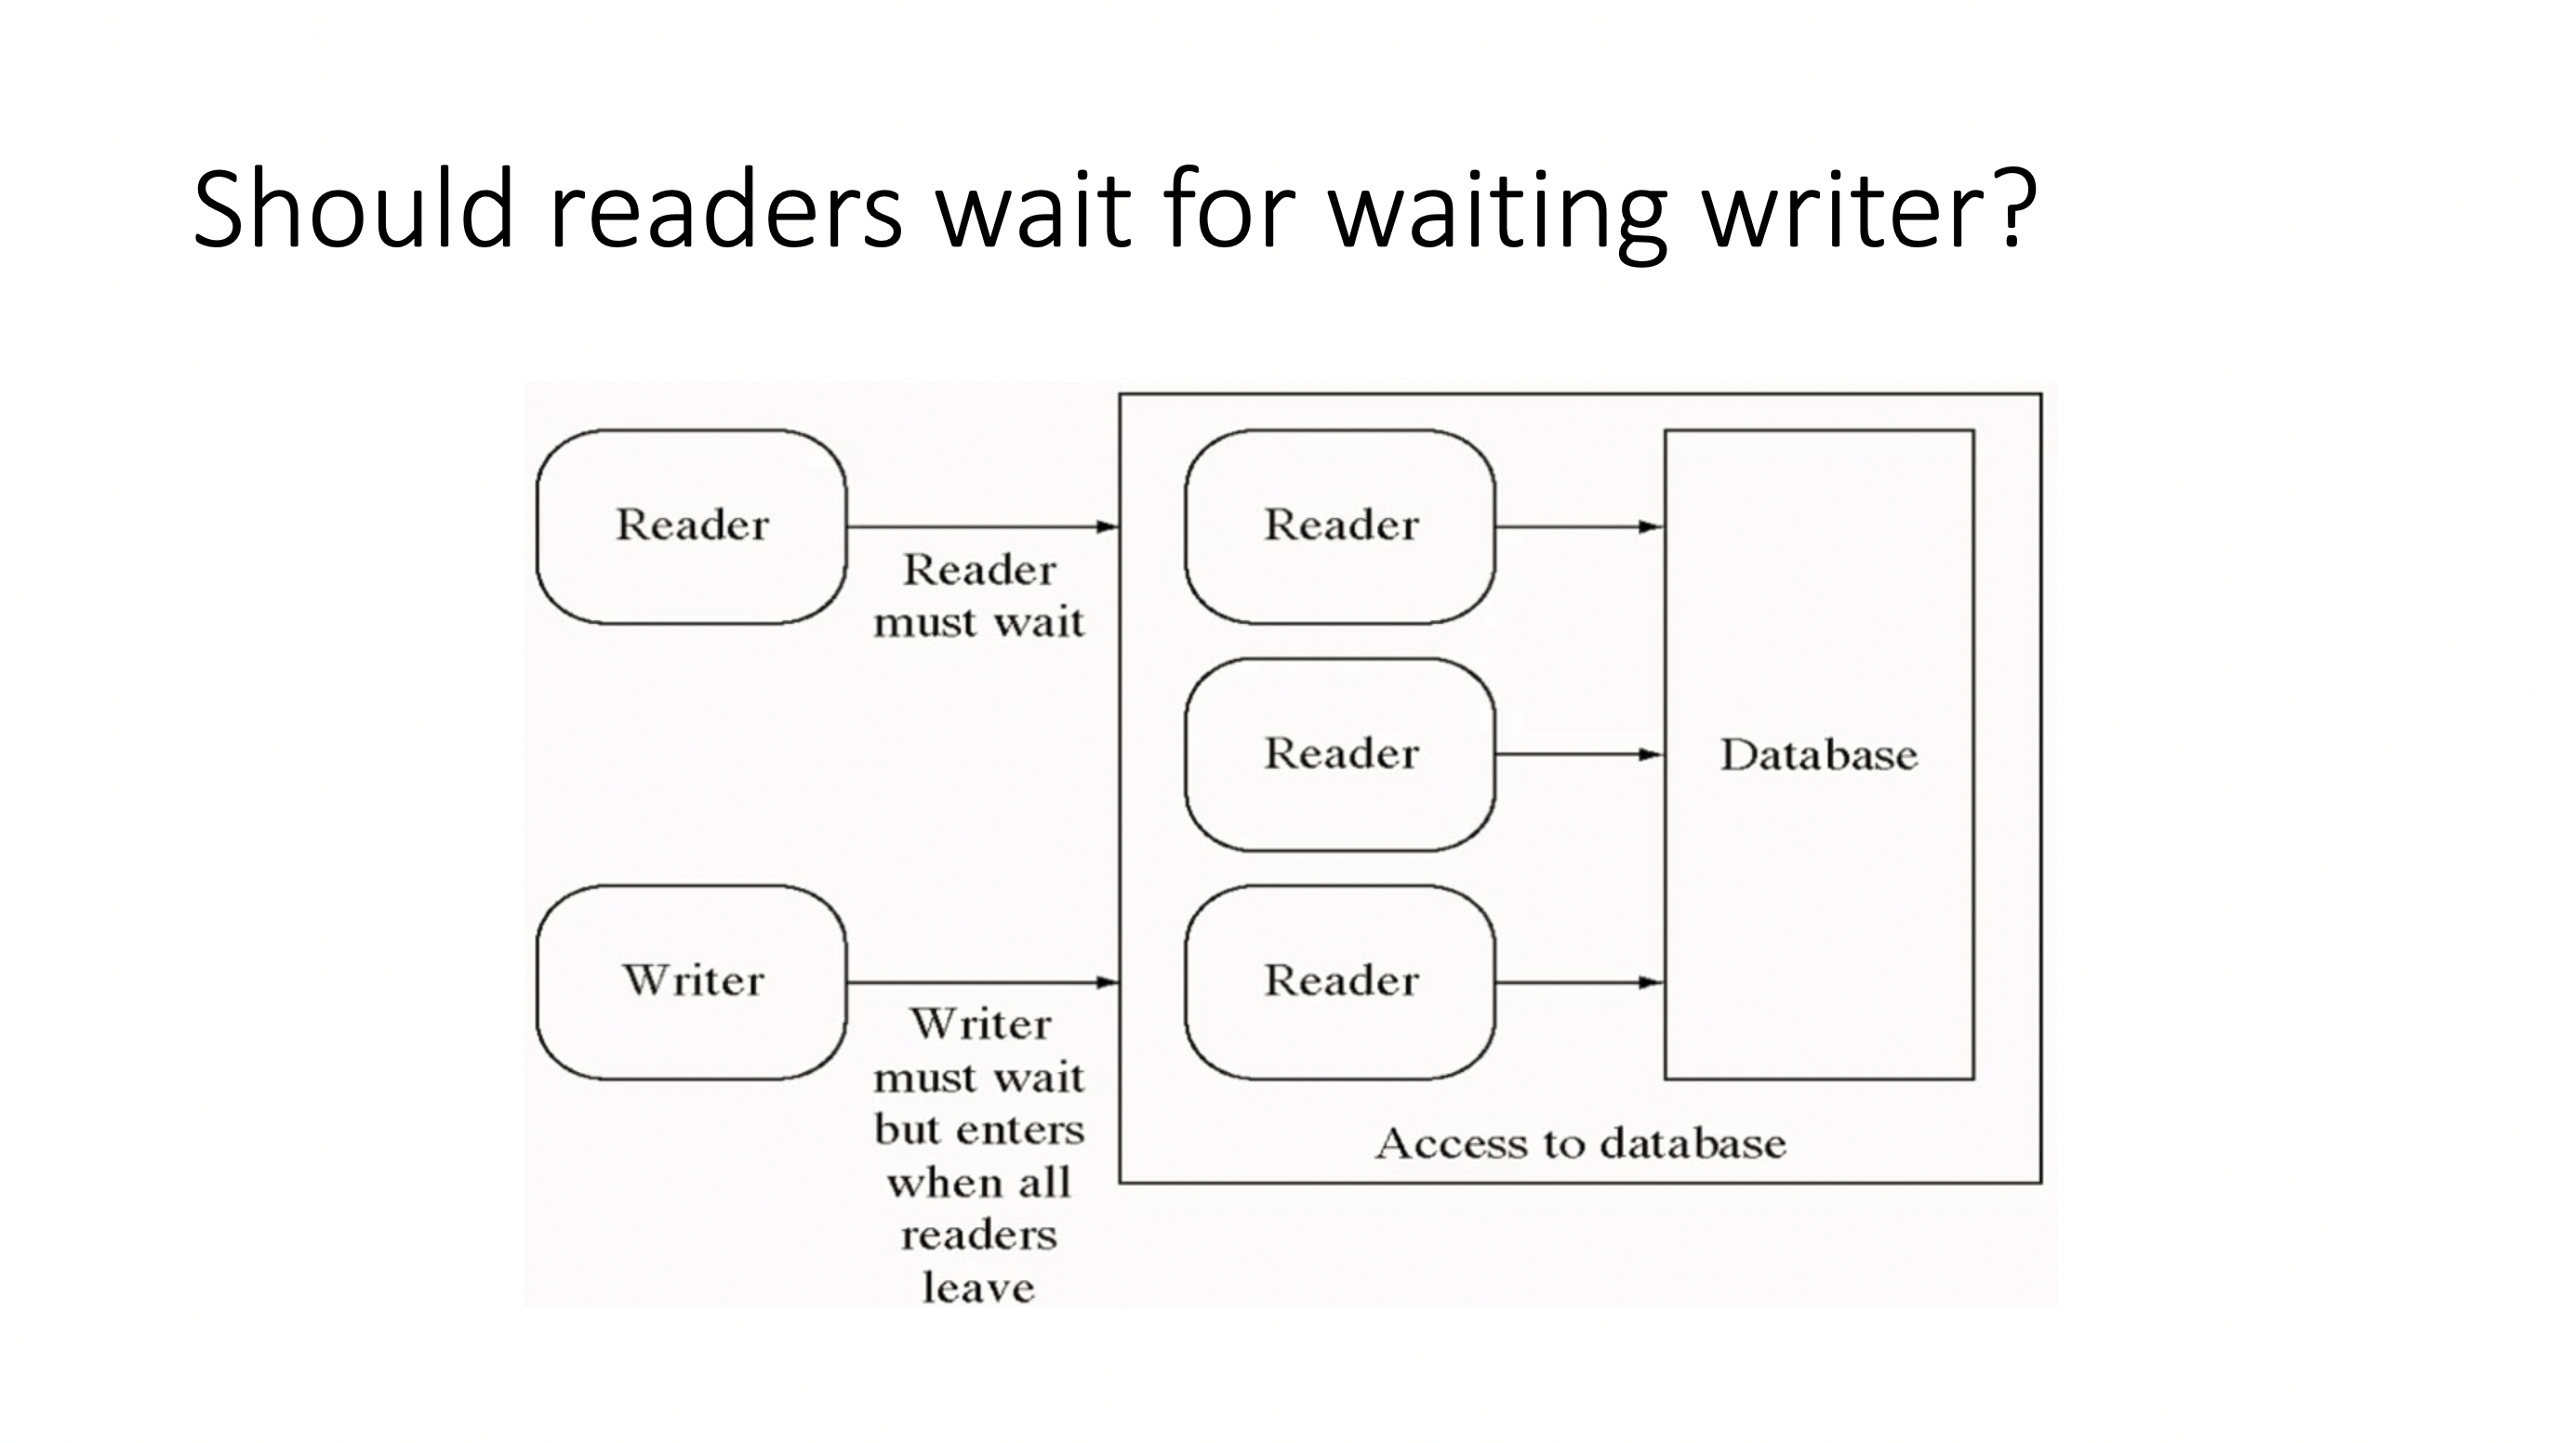 Should readers wait for waiting writer?
Reader
Reader
must wait
Writer
Writer
must wait
but enters
when all
readers
leave
Reader
Reader
Reader
Database
Access to database